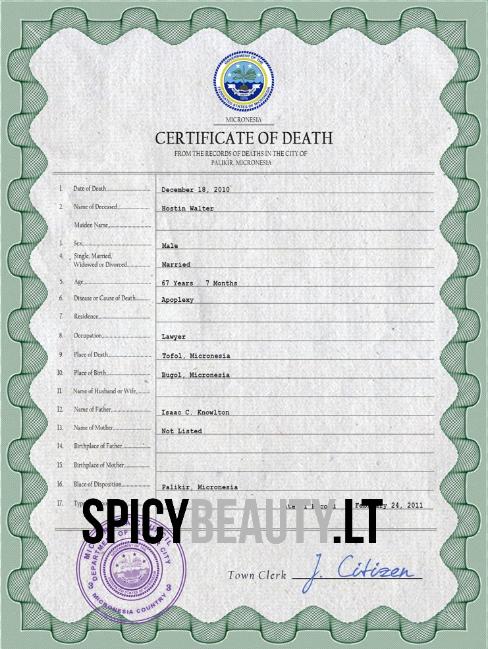 GOVERNMENT OF THE
FEDERATED STATES OF MICRONESIA
MICRONESIA
CERTIFICATE OF DEATH
FROM THE RECORDS OF DEATHS IN THE CITY OF
PALIKIR, MICRONESIA
1. Date of Death December 18, 2010
2. Name of Deceased Hostin Walter
Maiden Name
3. Sex Male
4. Single, Married,
Widowed or Divorced Married
5. Age 67 Years 7 Months
6. Disease or Cause of Death Apoplexy
7. Residence
8. Occupation Lawyer
9. Place of Death Tofol, Micronesia
10. Place of Birth Bugol, Micronesia
11. Name of Husband or Wife
12. Name of Father Isaac C. Knowlton
13. Name of Mother Not Listed
14. Birthplace of Father
15. Birthplace of Mother
16. Place of Disposition Palikir, Micronesia
17. February 24, 2011
SPICYBEAUTY.LT
MICRONESIA COUNTRY
Town Clerk J. Citizen